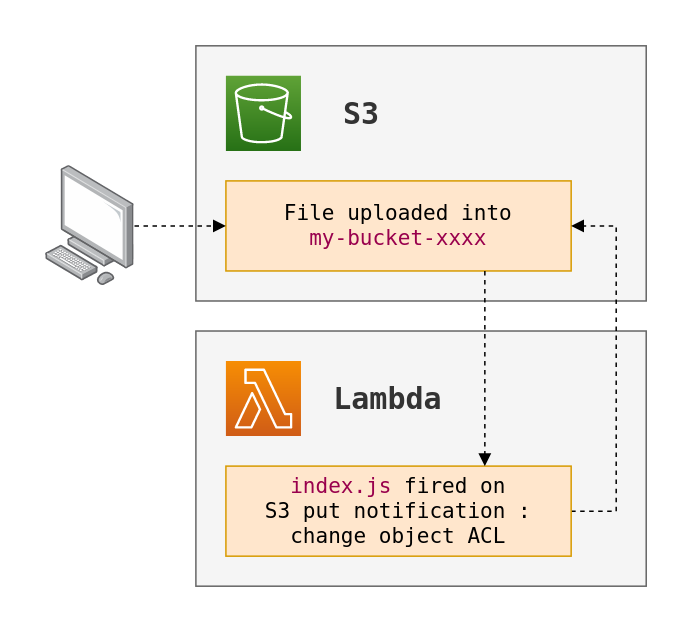 S3
File uploaded into
my-bucket-xxxx
Lambda
index.js fired on
S3 put notification :
change object ACL